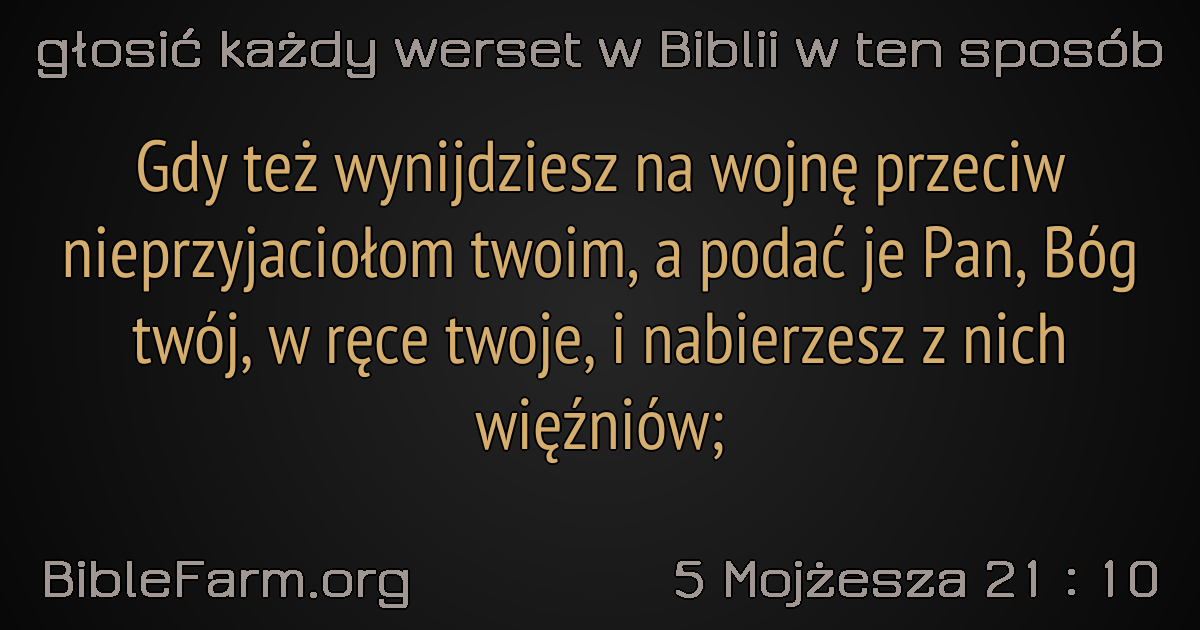 głosić każdy werset w Biblii w ten sposób
Gdy też wynijdziesz na wojnę przeciw
nieprzyjaciołom twoim, a podać je Pan, Bóg
twój, w ręce twoje, i nabierzesz z nich
więźniów;
BibleFarm.org
5 Mojżesza 21 : 10